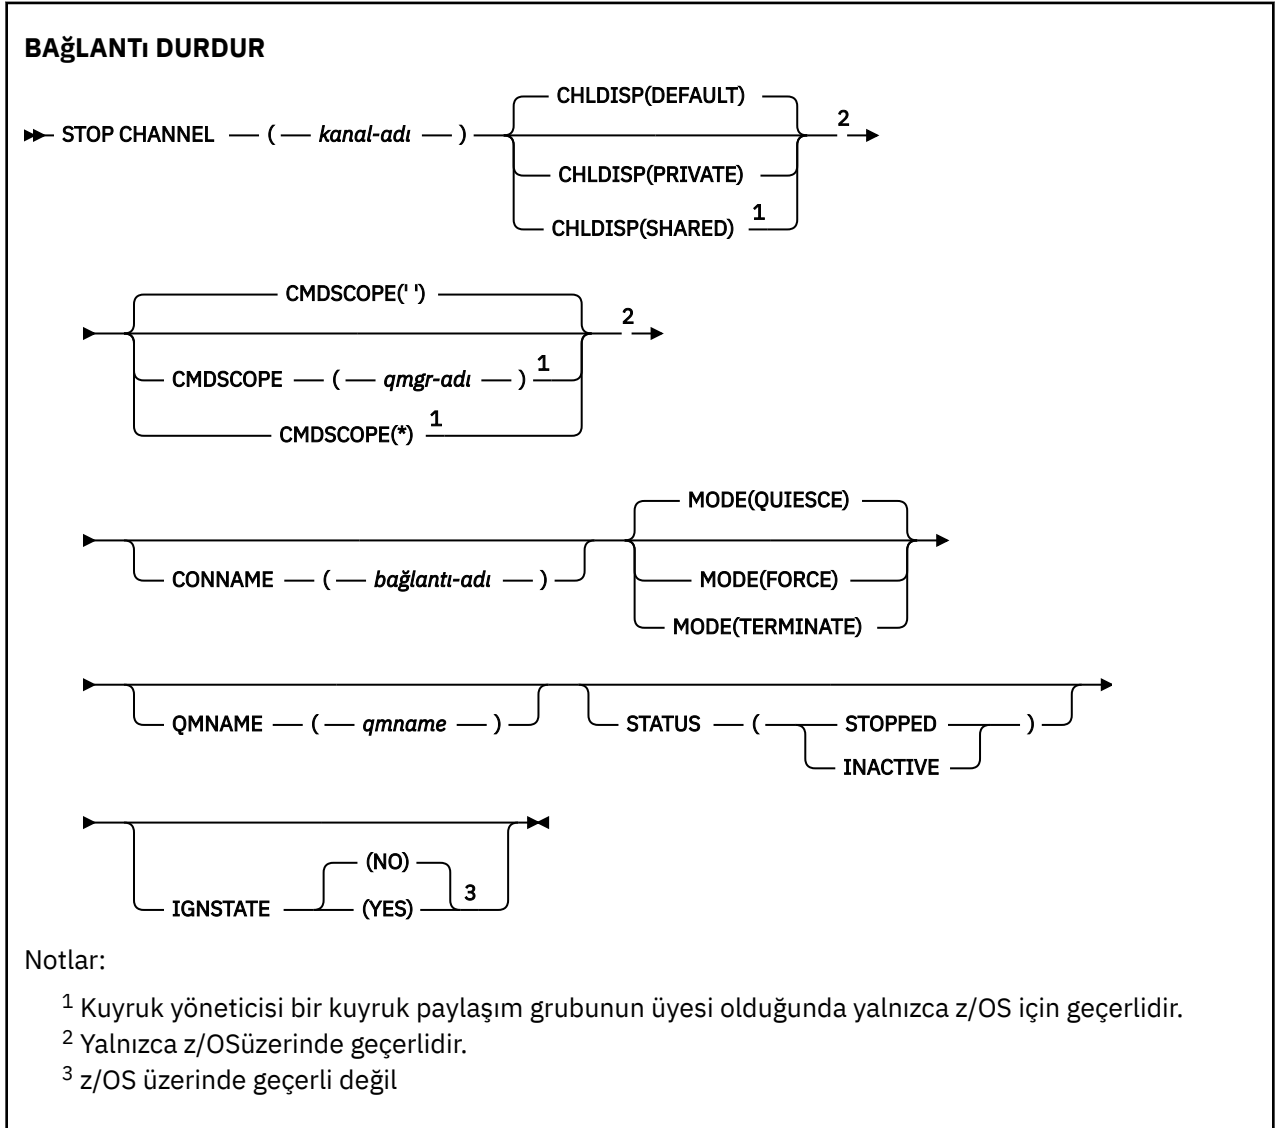 BAğLANTı DURDUR
CHLDISP(DEFAULT)
STOP CHANNEL ( kanal-adı ) 2
CHLDISP(PRIVATE)
CHLDISP(SHARED) 1
CMDSCOPE(' ')
2
CMDSCOPE ( qmgr-adı ) 1
CMDSCOPE(*) 1
MODE(QUIESCE)
CONNAME ( bağlantı-adı ) MODE(FORCE)
MODE(TERMINATE)
QMNAME ( qmname ) STATUS ( STOPPED )
INACTIVE
(NO)
IGNSTATE (YES) 3
Notlar:
1 Kuyruk yöneticisi bir kuyruk paylaşım grubunun üyesi olduğunda yalnızca z/OS için geçerlidir.
2 Yalnızca z/OSüzerinde geçerlidir.
3 z/OS üzerinde geçerli değil